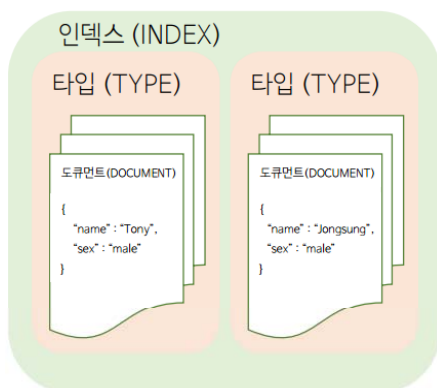 인덱스 (INDEX)
타입 (TYPE)
도큐먼트(DOCUMENT)
{
"name" : "Tony",
"sex" : "male"
}
타입 (TYPE)
도큐먼트(DOCUMENT)
{
"name" : "Jongsung",
"sex" : "male"
}